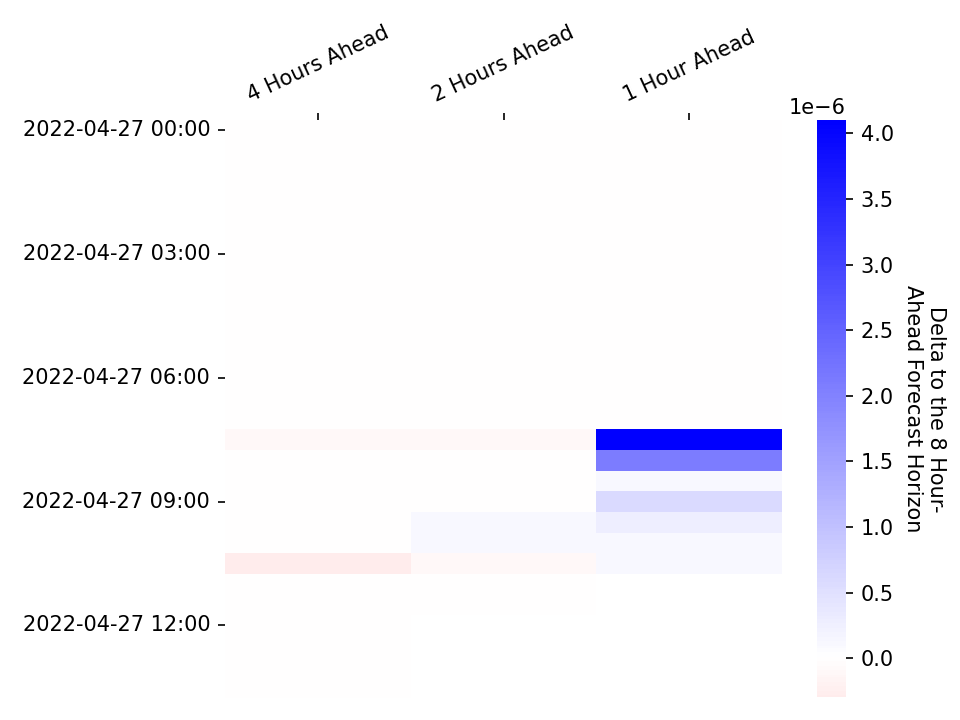 4 Hours Ahead
2 Hours Ahead
1 Hour Ahead
2022-04-27 00:00
2022-04-27 03:00
2022-04-27 06:00
2022-04-27 09:00
2022-04-27 12:00
1e−6
4.0
3.5
3.0
2.5
2.0
1.5
1.0
0.5
0.0
Delta to the 8 Hour-
Ahead Forecast Horizon